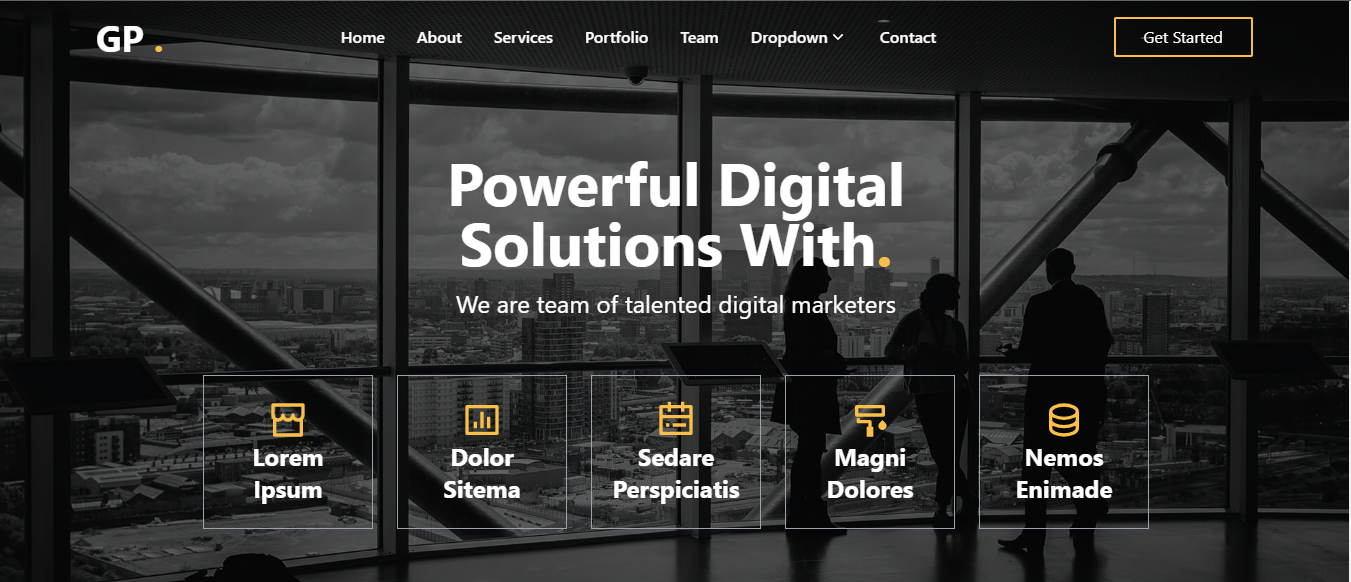 GP .
Home About Services Portfolio Team Dropdown Contact Get Started
Powerful Digital
Solutions With.
We are team of talented digital marketers
Lorem
Ipsum
Dolor
Sitema
Sedare
Perspiciatis
Magni
Dolores
Nemos
Enimade